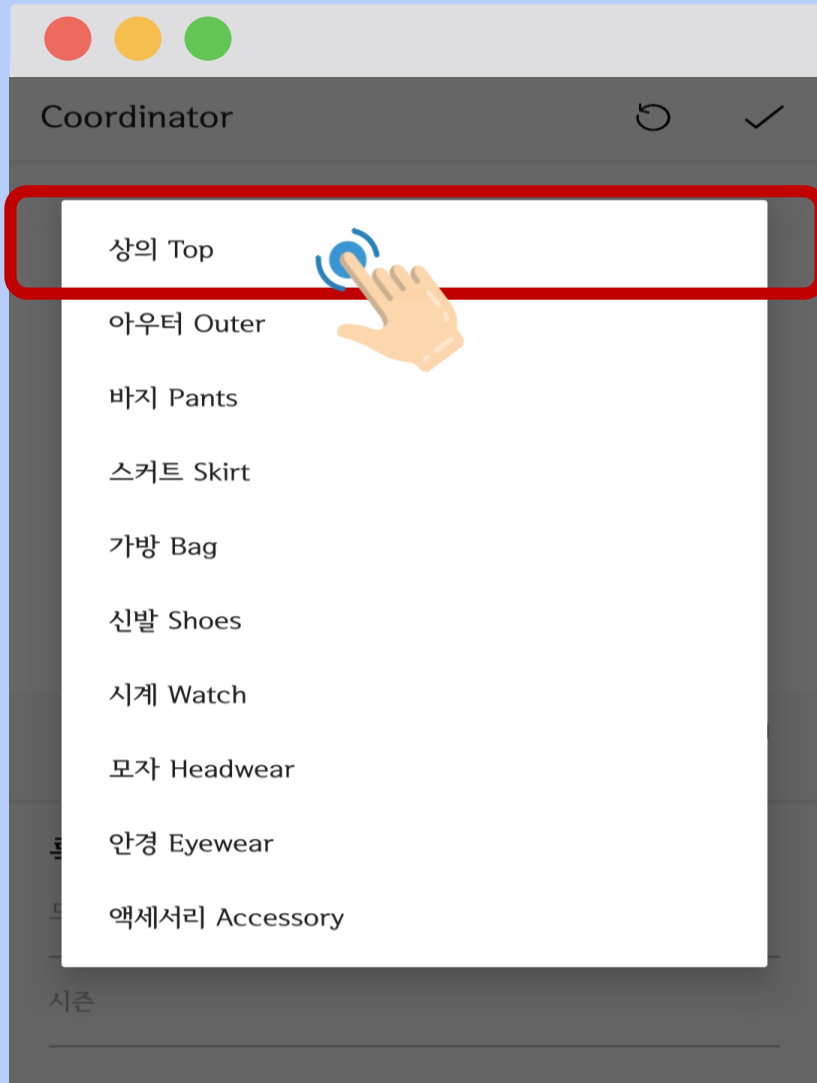 Coordinator
상의 Top
아우터 Outer
바지 Pants
스커트 Skirt
가방 Bag
신발 Shoes
시계 Watch
모자 Headwear
안경 Eyewear
액세서리 Accessory
시즌